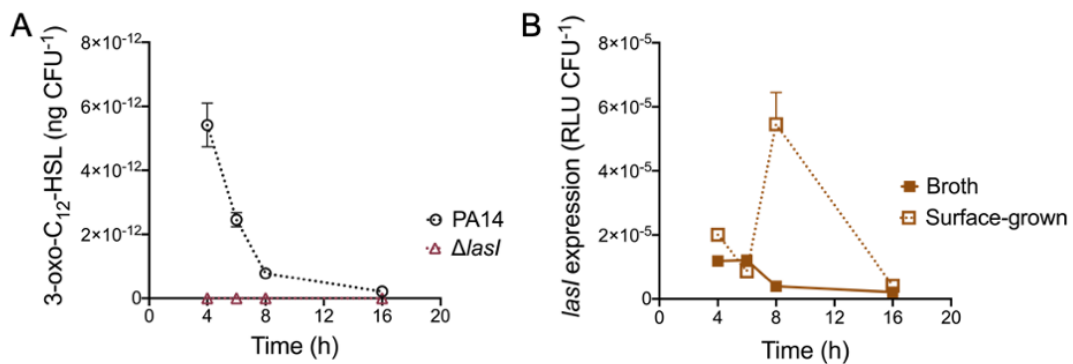 A
3-oxo-C₁₂-HSL (ng CFU⁻¹)
8×10⁻¹²
6×10⁻¹²
4×10⁻¹²
2×10⁻¹²
0
0 4 8 12 16 20
Time (h)
PA14
ΔlasI
B
lasI expression (RLU CFU⁻¹)
8×10⁻⁵
6×10⁻⁵
4×10⁻⁵
2×10⁻⁵
0
0 4 8 12 16 20
Time (h)
Broth
Surface-grown